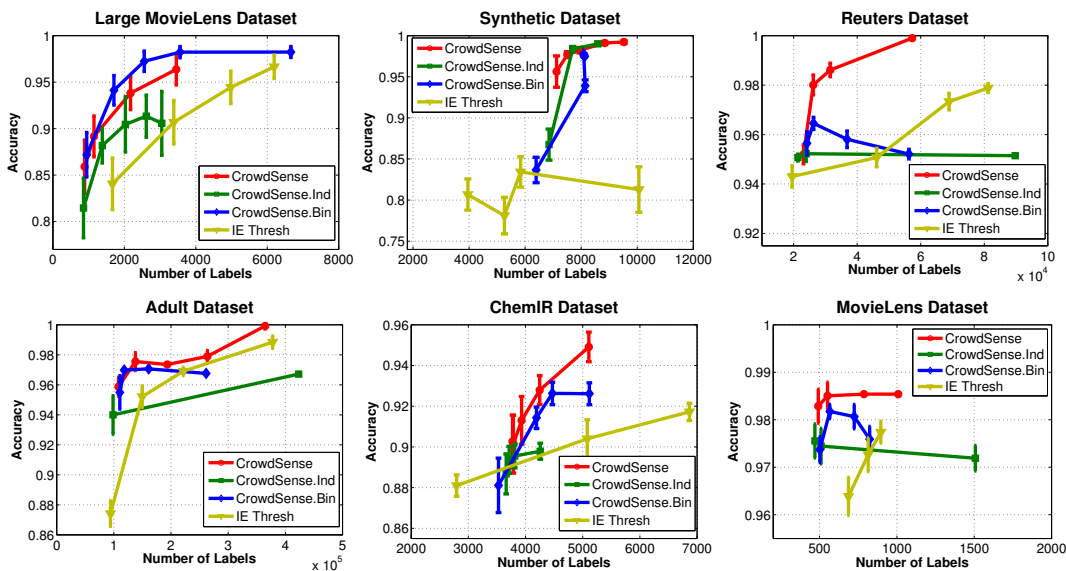 Large MovieLens Dataset
1
0.95
0.9
0.85
0.8
Accuracy
0 2000 4000 6000 8000
Number of Labels
CrowdSense
CrowdSense.Ind
CrowdSense.Bin
IE Thresh
Synthetic Dataset
1
0.95
0.9
0.85
0.8
0.75
Accuracy
2000 4000 6000 8000 10000 12000
Number of Labels
CrowdSense
CrowdSense.Ind
CrowdSense.Bin
IE Thresh
Reuters Dataset
1
0.98
0.96
0.94
0.92
Accuracy
2 4 6 8 10
x 10^4
Number of Labels
CrowdSense
CrowdSense.Ind
CrowdSense.Bin
IE Thresh
Adult Dataset
1
0.98
0.96
0.94
0.92
0.9
0.88
0.86
Accuracy
0 1 2 3 4 5
x 10^5
Number of Labels
CrowdSense
CrowdSense.Ind
CrowdSense.Bin
IE Thresh
ChemIR Dataset
0.96
0.94
0.92
0.9
0.88
0.86
Accuracy
2000 3000 4000 5000 6000 7000
Number of Labels
CrowdSense
CrowdSense.Ind
CrowdSense.Bin
IE Thresh
MovieLens Dataset
1
0.99
0.98
0.97
0.96
Accuracy
500 1000 1500 2000
Number of Labels
CrowdSense
CrowdSense.Ind
CrowdSense.Bin
IE Thresh